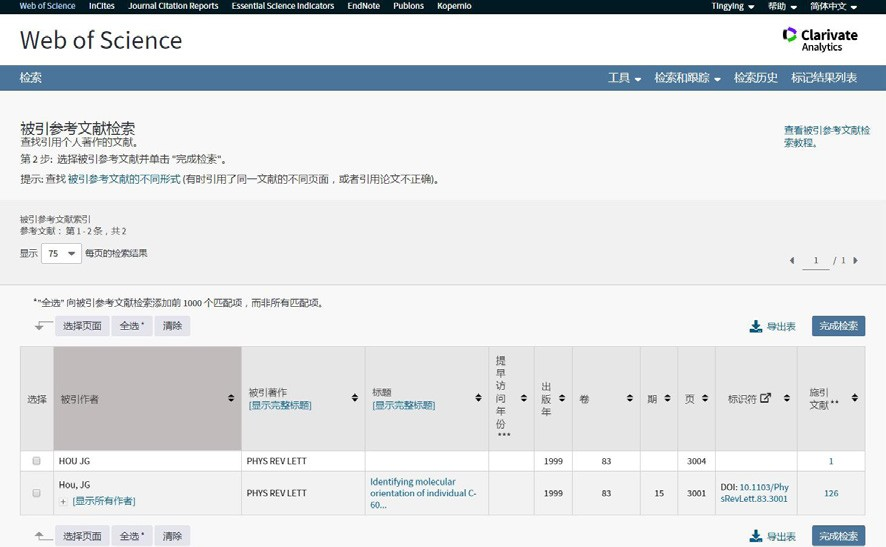 Web of Science InCites Journal Citation Reports Essential Science Indicators EndNote Publons Kopernio Tingying 帮助 简体中文
Web of Science
Clarivate
Analytics
检索 工具 检索和跟踪 检索历史 标记结果列表
被引参考文献检索
查找引用个人著作的文献。
第 2 步: 选择被引参考文献并单击 "完成检索"。
提示: 查找 被引参考文献的不同形式 (有时引用了同一文献的不同页面，或者引用论文不正确)。
查看被引参考文献检
索教程。
被引参考文献索引
参考文献： 第 1 - 2 条，共 2
显示 75 每页的检索结果
1 / 1
*"全选" 向被引参考文献检索添加前 1000 个匹配项，而非所有匹配项。
选择页面 全选 * 清除 导出表 完成检索
选择 被引作者 被引著作 [显示完整标题] 标题 [显示完整标题] 提早访问年份 *** 出版年 卷 期 页 标识符 施引文献 **
HOU JG PHYS REV LETT 1999 83 3004 1
Hou, JG [显示所有作者] PHYS REV LETT Identifying molecular orientation of individual C-60... 1999 83 15 3001 DOI: 10.1103/PhysRevLett.83.3001 126
选择页面 全选 * 清除 导出表 完成检索